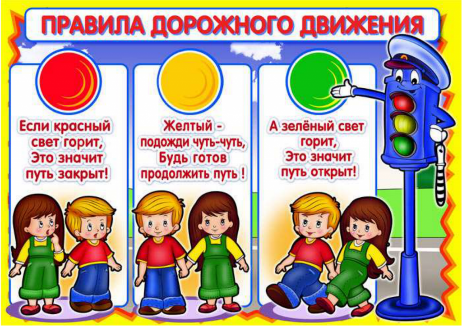 ПРАВИЛА ДОРОЖНОГО ДВИЖЕНИЯ
Если красный
свет горит,
Это значит
путь закрыт!
Желтый -
подожди чуть-чуть,
Будь готов
продолжить путь !
А зелёный свет
горит,
Это значит
путь открыт!